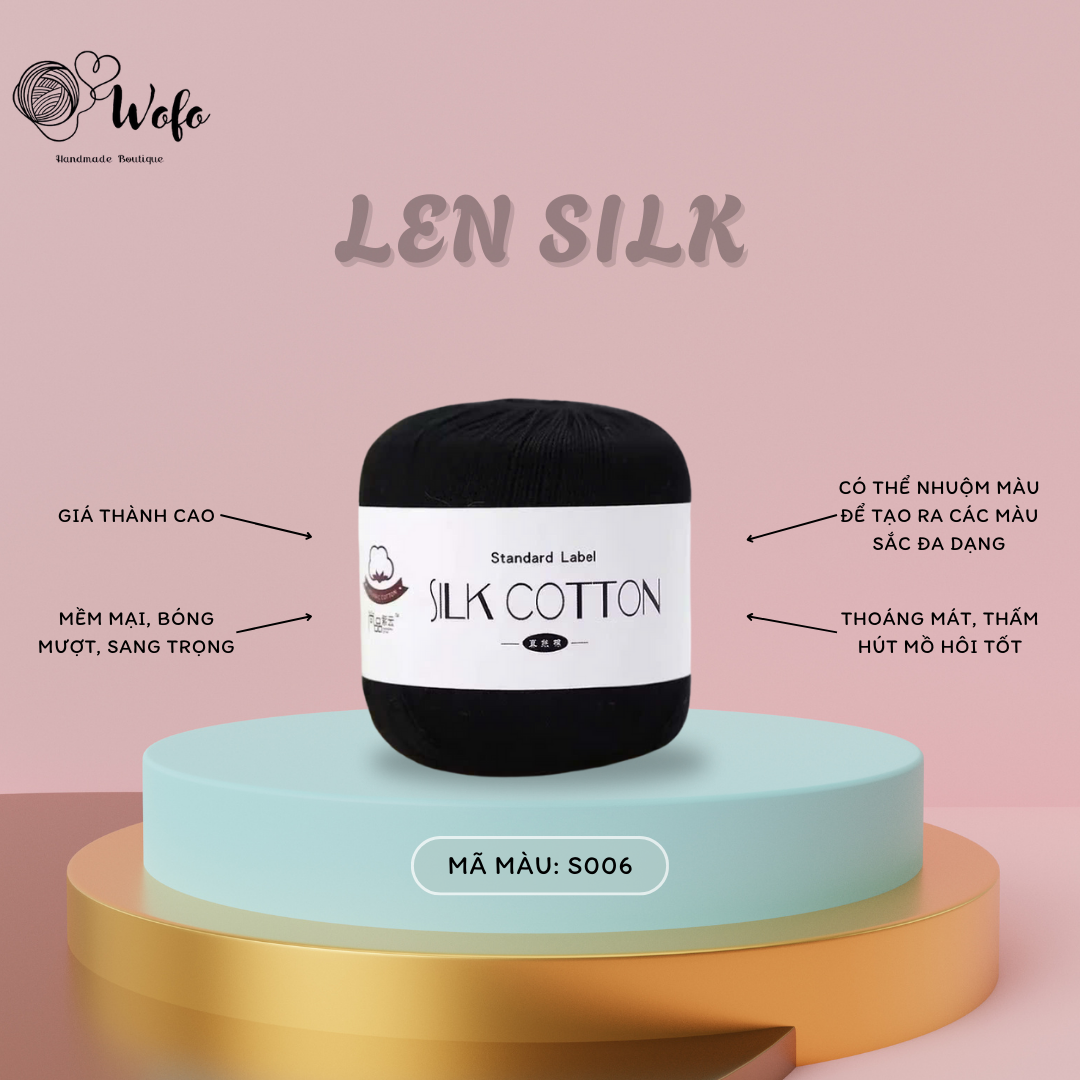 Wofo
Handmade Boutique
LEN SILK
GIÁ THÀNH CAO
MỀM MẠI, BÓNG
MƯỢT, SANG TRỌNG
Standard Label
SILK COTTON
CÓ THỂ NHUỘM MÀU
ĐỂ TẠO RA CÁC MÀU
SẮC ĐA DẠNG
THOÁNG MÁT, THẤM
HÚT MỒ HÔI TỐT
MÃ MÀU: S006